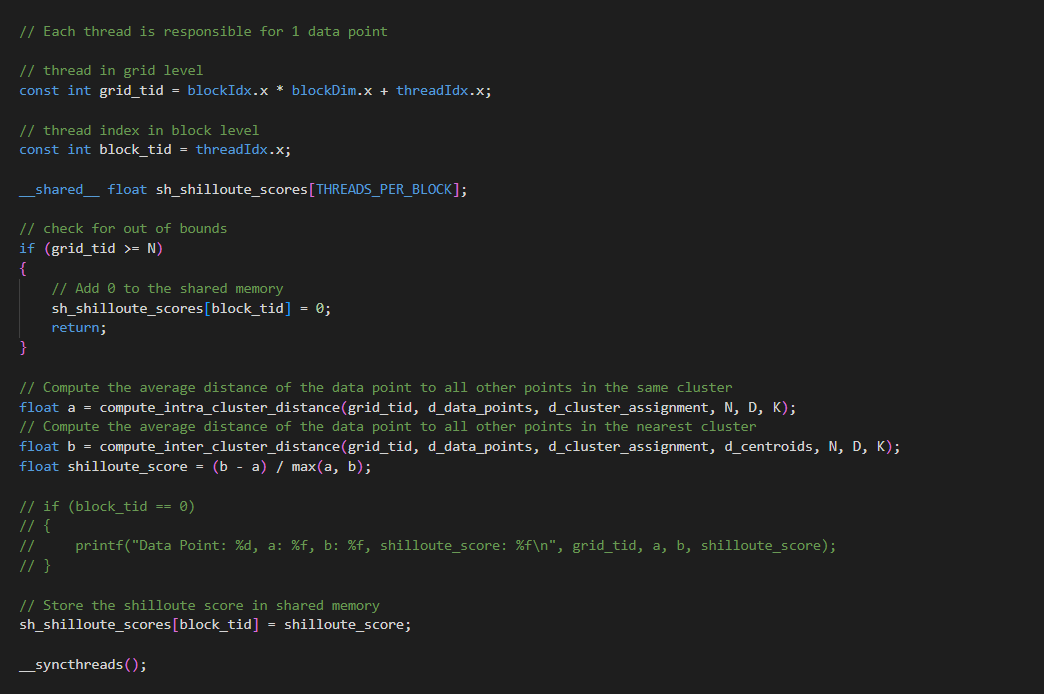 // Each thread is responsible for 1 data point
// thread in grid level
const int grid_tid = blockIdx.x * blockDim.x + threadIdx.x;
// thread index in block level
const int block_tid = threadIdx.x;
__shared__ float sh_shilloute_scores[THREADS_PER_BLOCK];
// check for out of bounds
if (grid_tid >= N)
{
// Add 0 to the shared memory
sh_shilloute_scores[block_tid] = 0;
return;
}
// Compute the average distance of the data point to all other points in the same cluster
float a = compute_intra_cluster_distance(grid_tid, d_data_points, d_cluster_assignment, N, D, K);
// Compute the average distance of the data point to all other points in the nearest cluster
float b = compute_inter_cluster_distance(grid_tid, d_data_points, d_cluster_assignment, d_centroids, N, D, K);
float shilloute_score = (b - a) / max(a, b);
// if (block_tid == 0)
// {
//     printf("Data Point: %d, a: %f, b: %f, shilloute_score: %f\n", grid_tid, a, b, shilloute_score);
// }
// Store the shilloute score in shared memory
sh_shilloute_scores[block_tid] = shilloute_score;
__syncthreads();